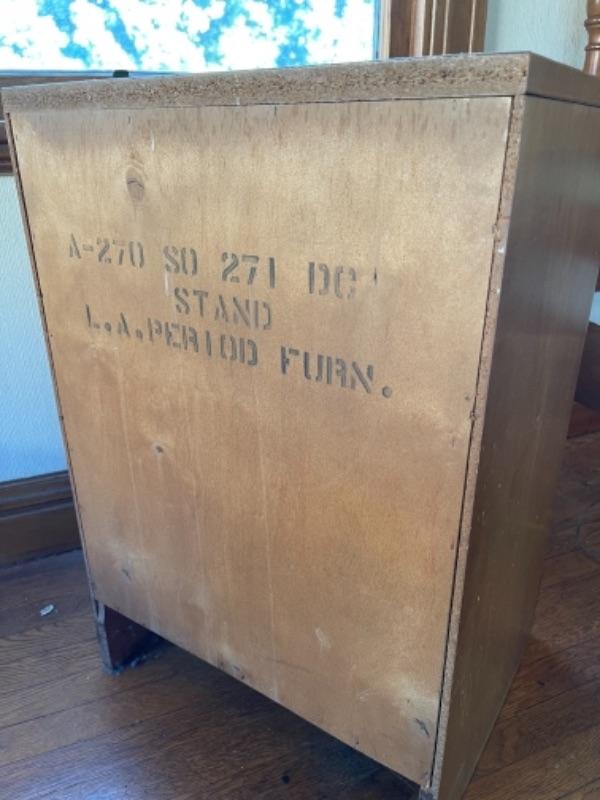 A-270 SO 271 DC
STAND
L.A. PERIOD FURN.